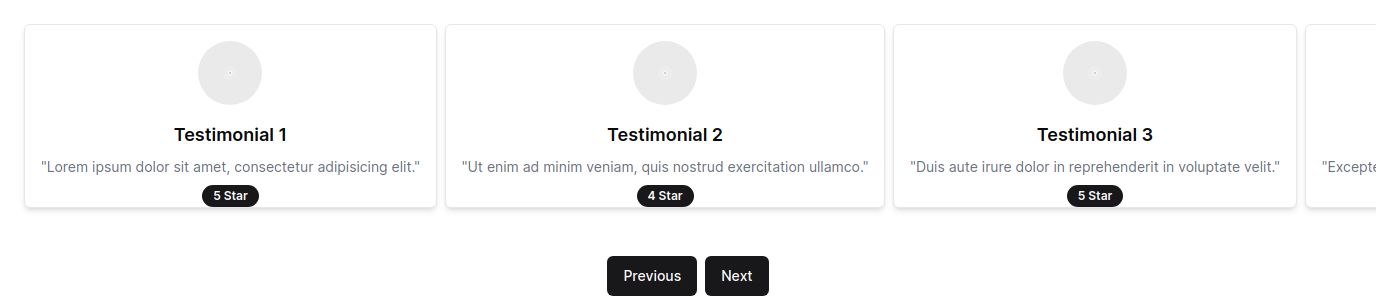 Testimonial 1
"Lorem ipsum dolor sit amet, consectetur adipisicing elit."
5 Star
Testimonial 2
"Ut enim ad minim veniam, quis nostrud exercitation ullamco."
4 Star
Testimonial 3
"Duis aute irure dolor in reprehenderit in voluptate velit."
5 Star
Previous
Next